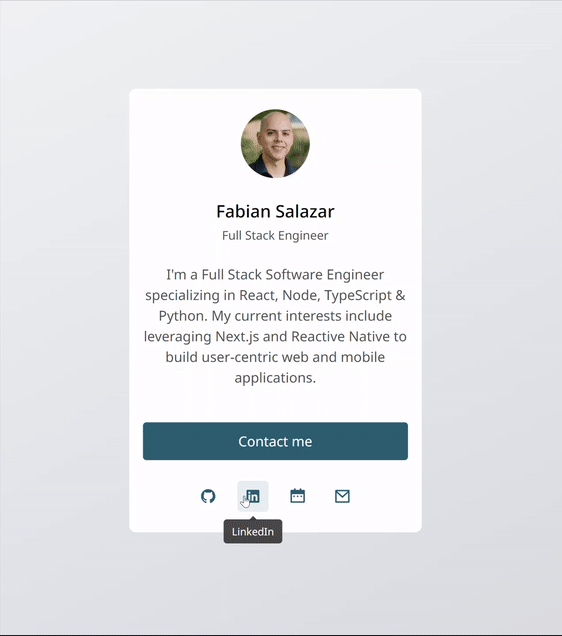 Fabian Salazar
Full Stack Engineer
I'm a Full Stack Software Engineer
specializing in React, Node, TypeScript &
Python. My current interests include
leveraging Next.js and Reactive Native to
build user-centric web and mobile
applications.
Contact me
in
LinkedIn